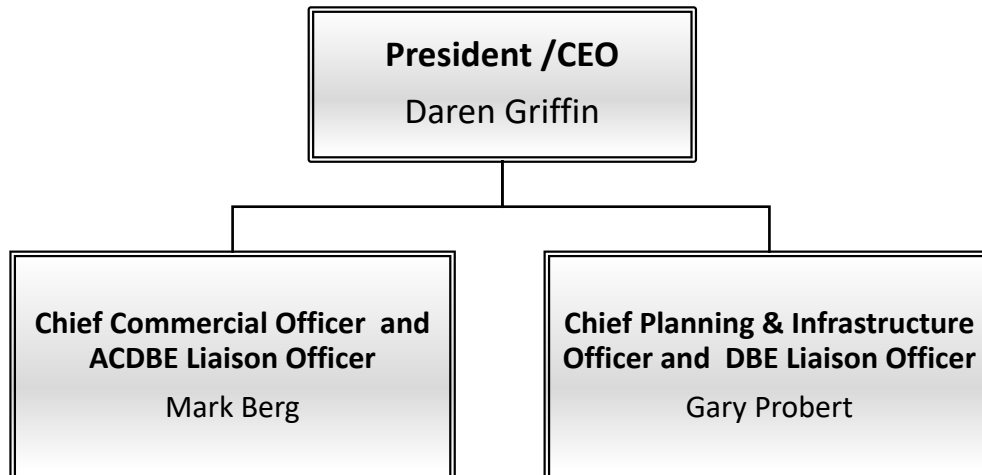 President /CEO
Daren Griffin
Chief Commercial Officer and
ACDBE Liaison Officer
Mark Berg
Chief Planning & Infrastructure
Officer and DBE Liaison Officer
Gary Probert